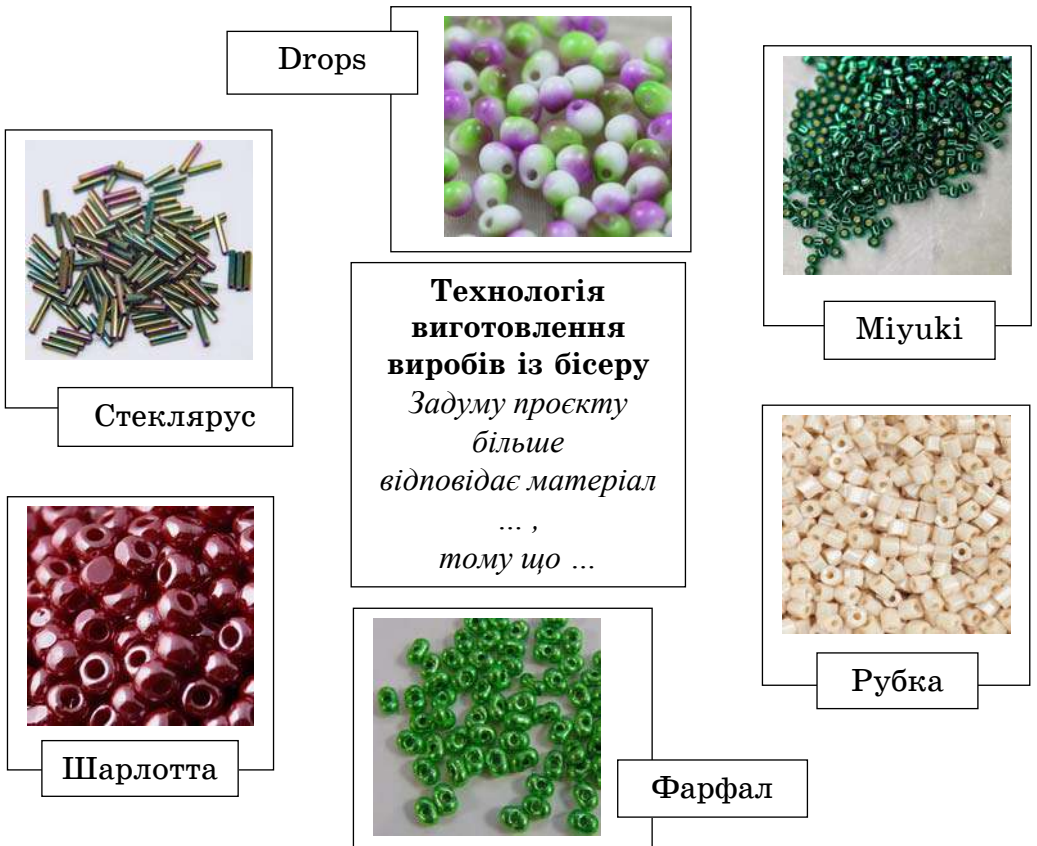 Drops
Miyuki
Стеклярус
Технологія
виготовлення
виробів із бісеру
Задуму проєкту
більше
відповідає матеріал
... ,
тому що ...
Рубка
Шарлотта
Фарфал